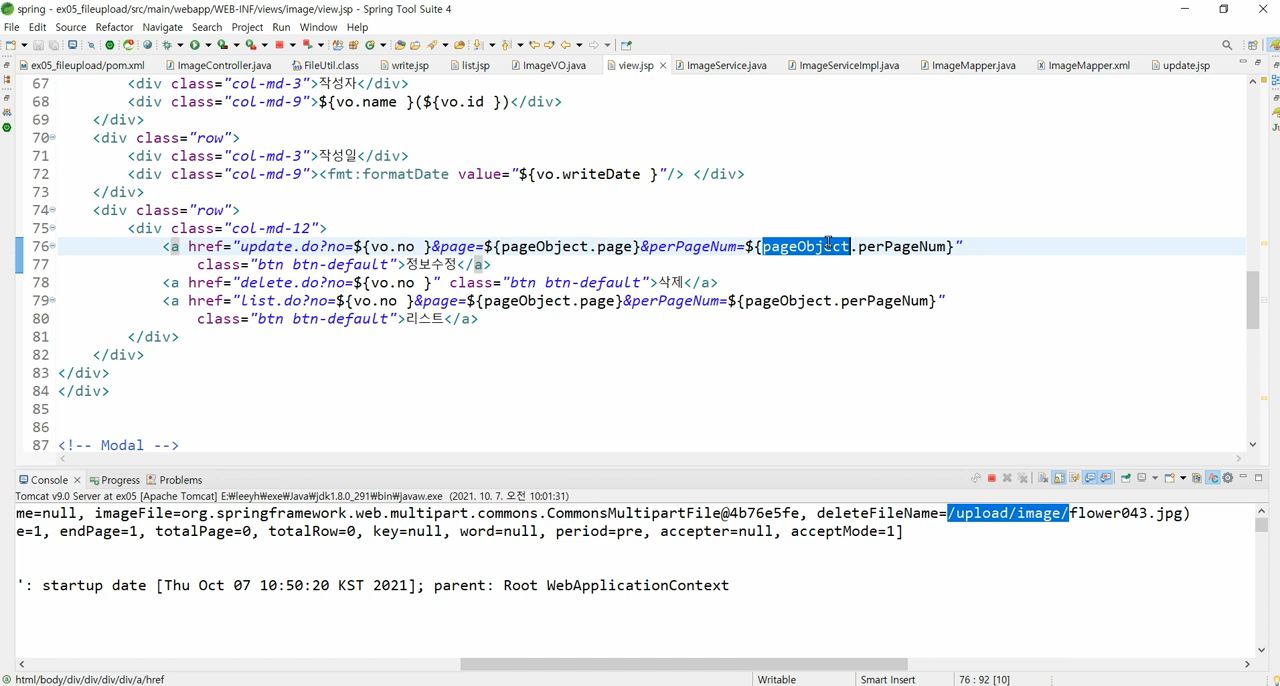 spring - ex05_fileupload/src/main/webapp/WEB-INF/views/image/view.jsp - Spring Tool Suite 4
File Edit Source Refactor Navigate Search Project Run Window Help
ex05_fileupload/pom.xml ImageController.java FileUtil.class write.jsp list.jsp ImageVO.java view.jsp ImageService.java ImageServiceImpl.java ImageMapper.java ImageMapper.xml update.jsp
67 <div class="col-md-3">작성자</div>
68 <div class="col-md-9">${vo.name }(${vo.id })</div>
69 </div>
70 <div class="row">
71 <div class="col-md-3">작성일</div>
72 <div class="col-md-9"><fmt:formatDate value="${vo.writeDate }"/> </div>
73 </div>
74 <div class="row">
75 <div class="col-md-12">
76 <a href="update.do?no=${vo.no }&page=${pageObject.page}&perPageNum=${pageObject.perPageNum}"
77 class="btn btn-default">정보수정</a>
78 <a href="delete.do?no=${vo.no }" class="btn btn-default">삭제</a>
79 <a href="list.do?no=${vo.no }&page=${pageObject.page}&perPageNum=${pageObject.perPageNum}"
80 class="btn btn-default">리스트</a>
81 </div>
82 </div>
83 </div>
84 </div>
85
86
87 <!-- Modal -->
Console Progress Problems
Tomcat v9.0 Server at ex05 [Apache Tomcat] E:₩leeyh₩exe₩Java₩jdk1.8.0_291₩bin₩javaw.exe (2021. 10. 7. 오전 10:01:31)
me=null, imageFile=org.springframework.web.multipart.commons.CommonsMultipartFile@4b76e5fe, deleteFileName=/upload/image/flower043.jpg)
e=1, endPage=1, totalPage=0, totalRow=0, key=null, word=null, period=pre, accepter=null, acceptMode=1]
': startup date [Thu Oct 07 10:50:20 KST 2021]; parent: Root WebApplicationContext
html/body/div/div/div/div/a/href Writable Smart Insert 76 : 92 [10]